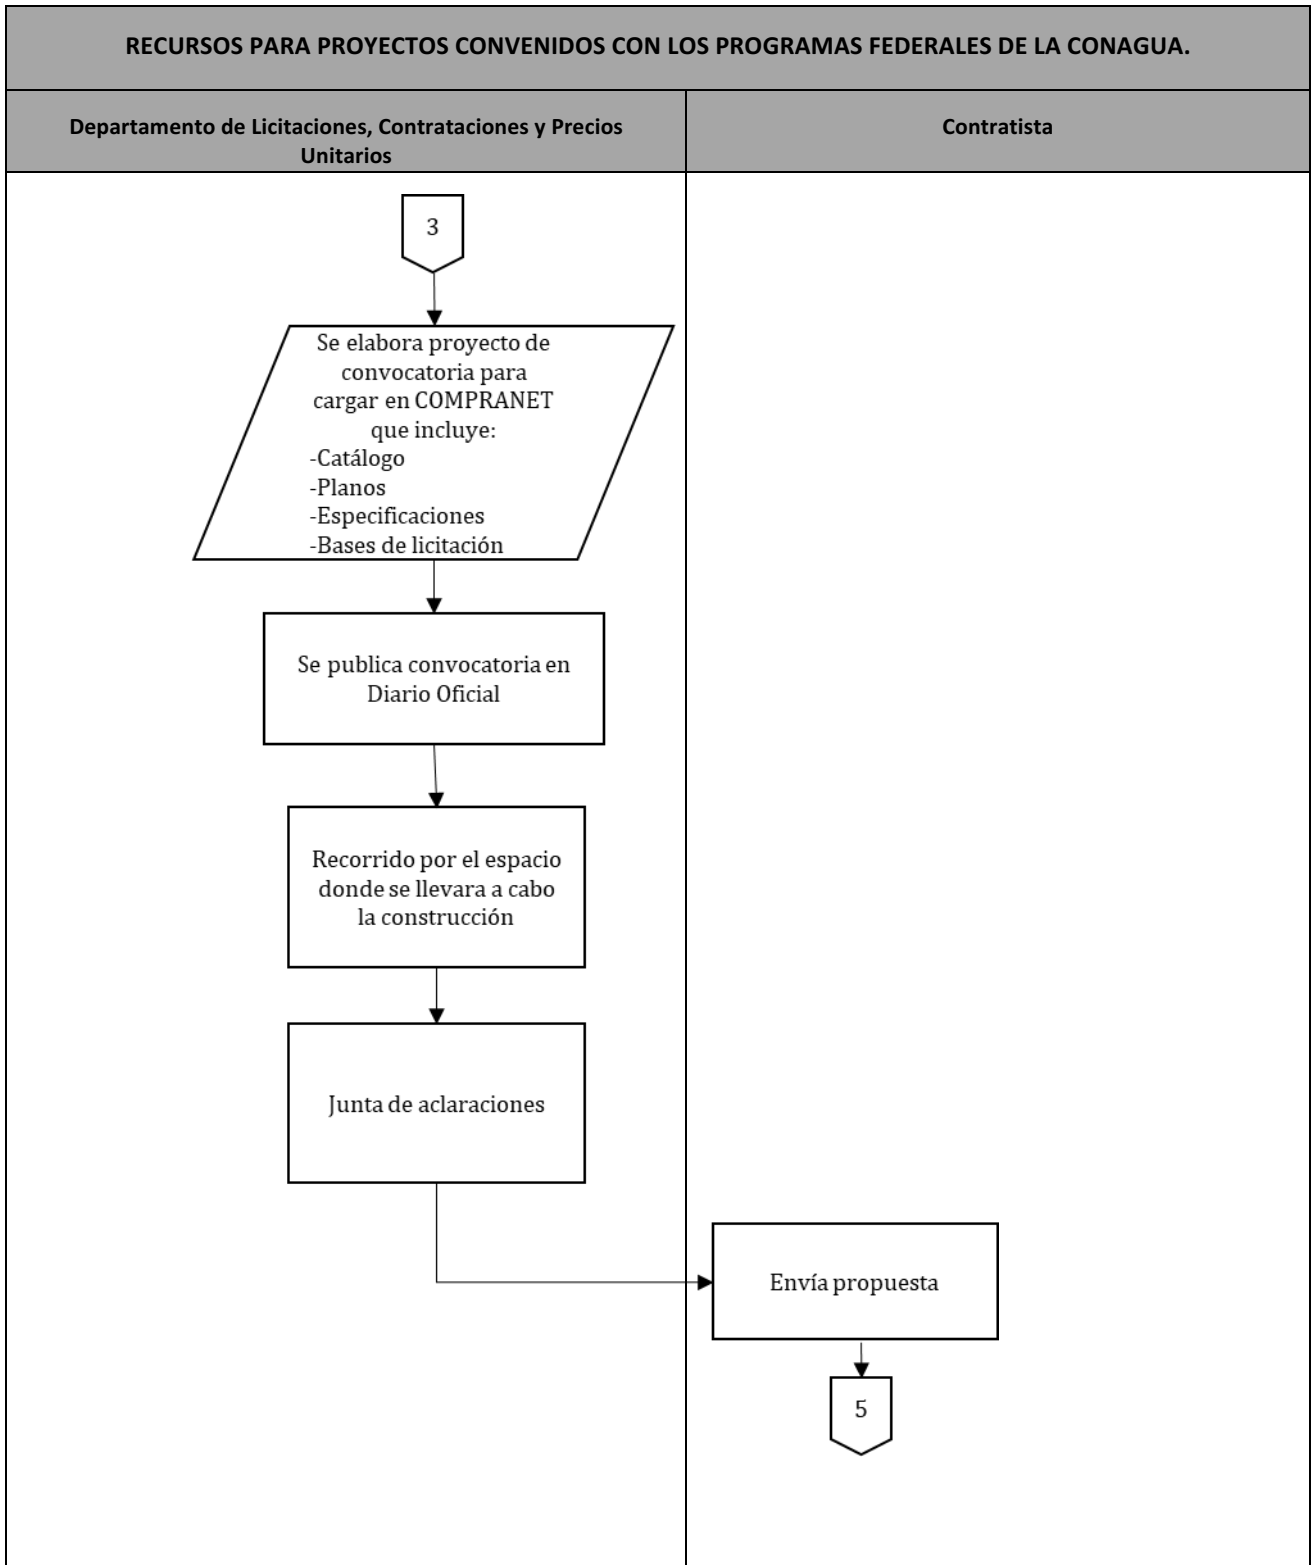 RECURSOS PARA PROYECTOS CONVENIDOS CON LOS PROGRAMAS FEDERALES DE LA CONAGUA.
Departamento de Licitaciones, Contrataciones y Precios
Unitarios
Contratista
3
Se elabora proyecto de
convocatoria para
cargar en COMPRANET
que incluye:
-Catálogo
-Planos
-Especificaciones
-Bases de licitación
Se publica convocatoria en
Diario Oficial
Recorrido por el espacio
donde se llevara a cabo
la construcción
Junta de aclaraciones
Envía propuesta
5